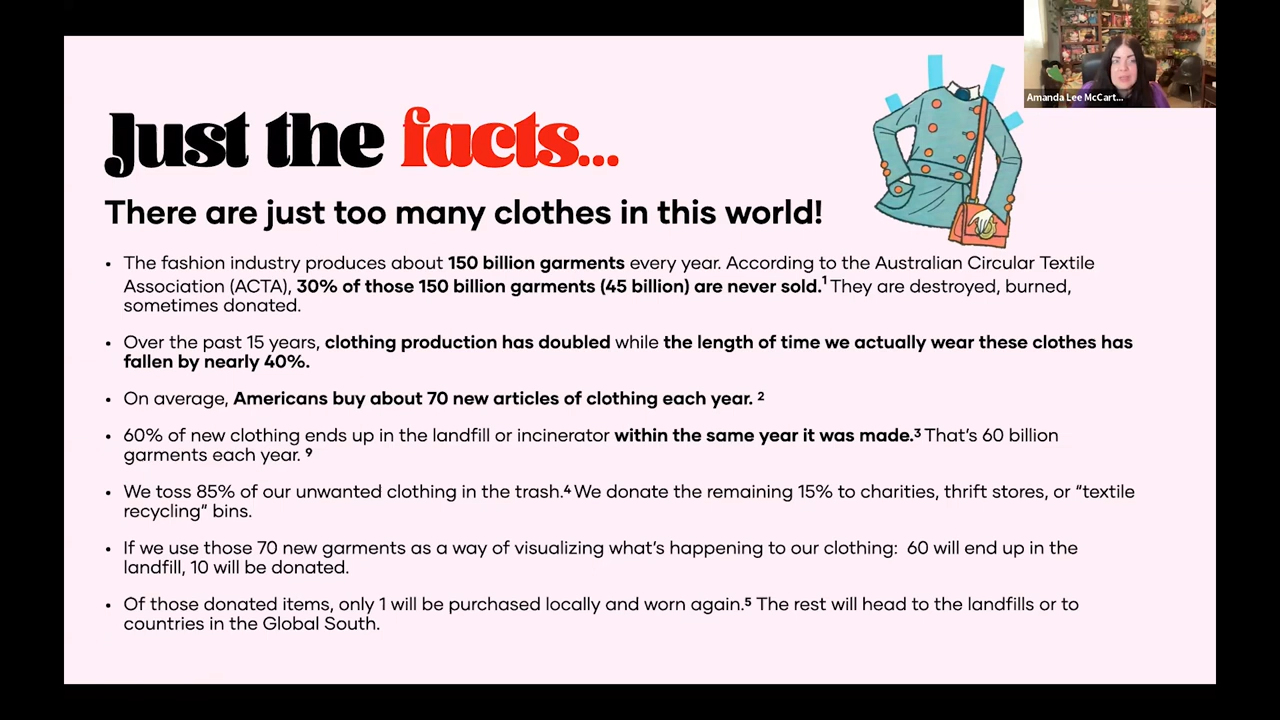 Amanda Lee McCart...
Just the facts...
There are just too many clothes in this world!
• The fashion industry produces about 150 billion garments every year. According to the Australian Circular Textile
Association (ACTA), 30% of those 150 billion garments (45 billion) are never sold.¹ They are destroyed, burned,
sometimes donated.
• Over the past 15 years, clothing production has doubled while the length of time we actually wear these clothes has
fallen by nearly 40%.
• On average, Americans buy about 70 new articles of clothing each year. ²
• 60% of new clothing ends up in the landfill or incinerator within the same year it was made.³ That's 60 billion
garments each year. ⁹
• We toss 85% of our unwanted clothing in the trash.⁴ We donate the remaining 15% to charities, thrift stores, or “textile
recycling” bins.
• If we use those 70 new garments as a way of visualizing what's happening to our clothing:  60 will end up in the
landfill, 10 will be donated.
• Of those donated items, only 1 will be purchased locally and worn again.⁵ The rest will head to the landfills or to
countries in the Global South.